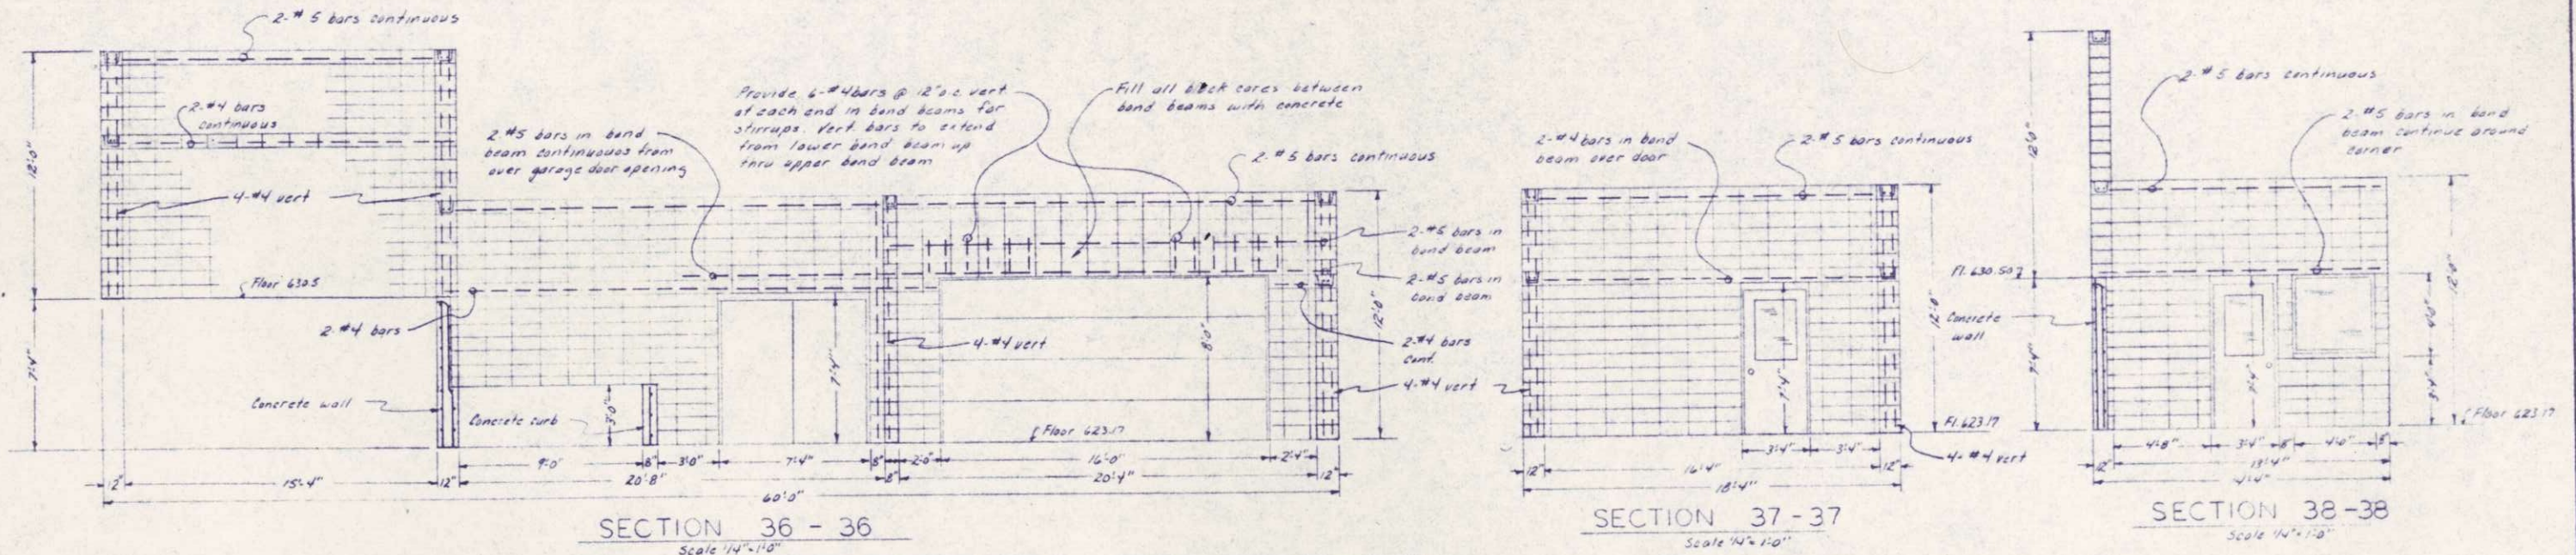 2-#5 bars continuous
2-#4 bars
continuous
12'-0"
4-#4 vert
Floor 630.5
7'-4"
2-#4 bars
Concrete wall
Concrete curb
3'-0"
2-#5 bars in bond
beam continuous from
over garage door opening
Provide 6-#4 bars @ 12" o.c. vert
at each end in bond beams for
stirrups. Vert. bars to extend
from lower bond beam up
thru upper bond beam
Fill all block cores between
bond beams with concrete
2-#5 bars continuous
2-#5 bars in
bond beam
2-#5 bars in
bond beam
12'-0"
2-#4 bars
cont.
4-#4 vert
4-#4 vert
7'-4"
8'-0"
Floor 623.17
9'-0"
8"
3'-0"
7'-4"
8"
2'-0"
16'-0"
2'-4"
12"
15'-4"
12"
20'-8"
8"
20'-4"
12"
60'-0"
SECTION 36 - 36
Scale 1/4"=1'-0"
2-#4 bars in bond
beam over door
2-#5 bars continuous
12'-0"
7'-4"
Fl. 623.17
4-#4 vert
3'-4"
3'-4"
12"
16'-4"
12"
18'-4"
SECTION 37-37
Scale 1/4"=1'-0"
12'-0"
2-#5 bars continuous
2-#5 bars in bond
beam continue around
corner
Fl. 630.50
Concrete
wall
7'-4"
7'-4"
12'-0"
4'-0"
3'-4"
Floor 623.17
4'-8"
3'-4"
8"
4'-0"
8"
12"
13'-4"
14'-4"
SECTION 38-38
Scale 1/4"=1'-0"